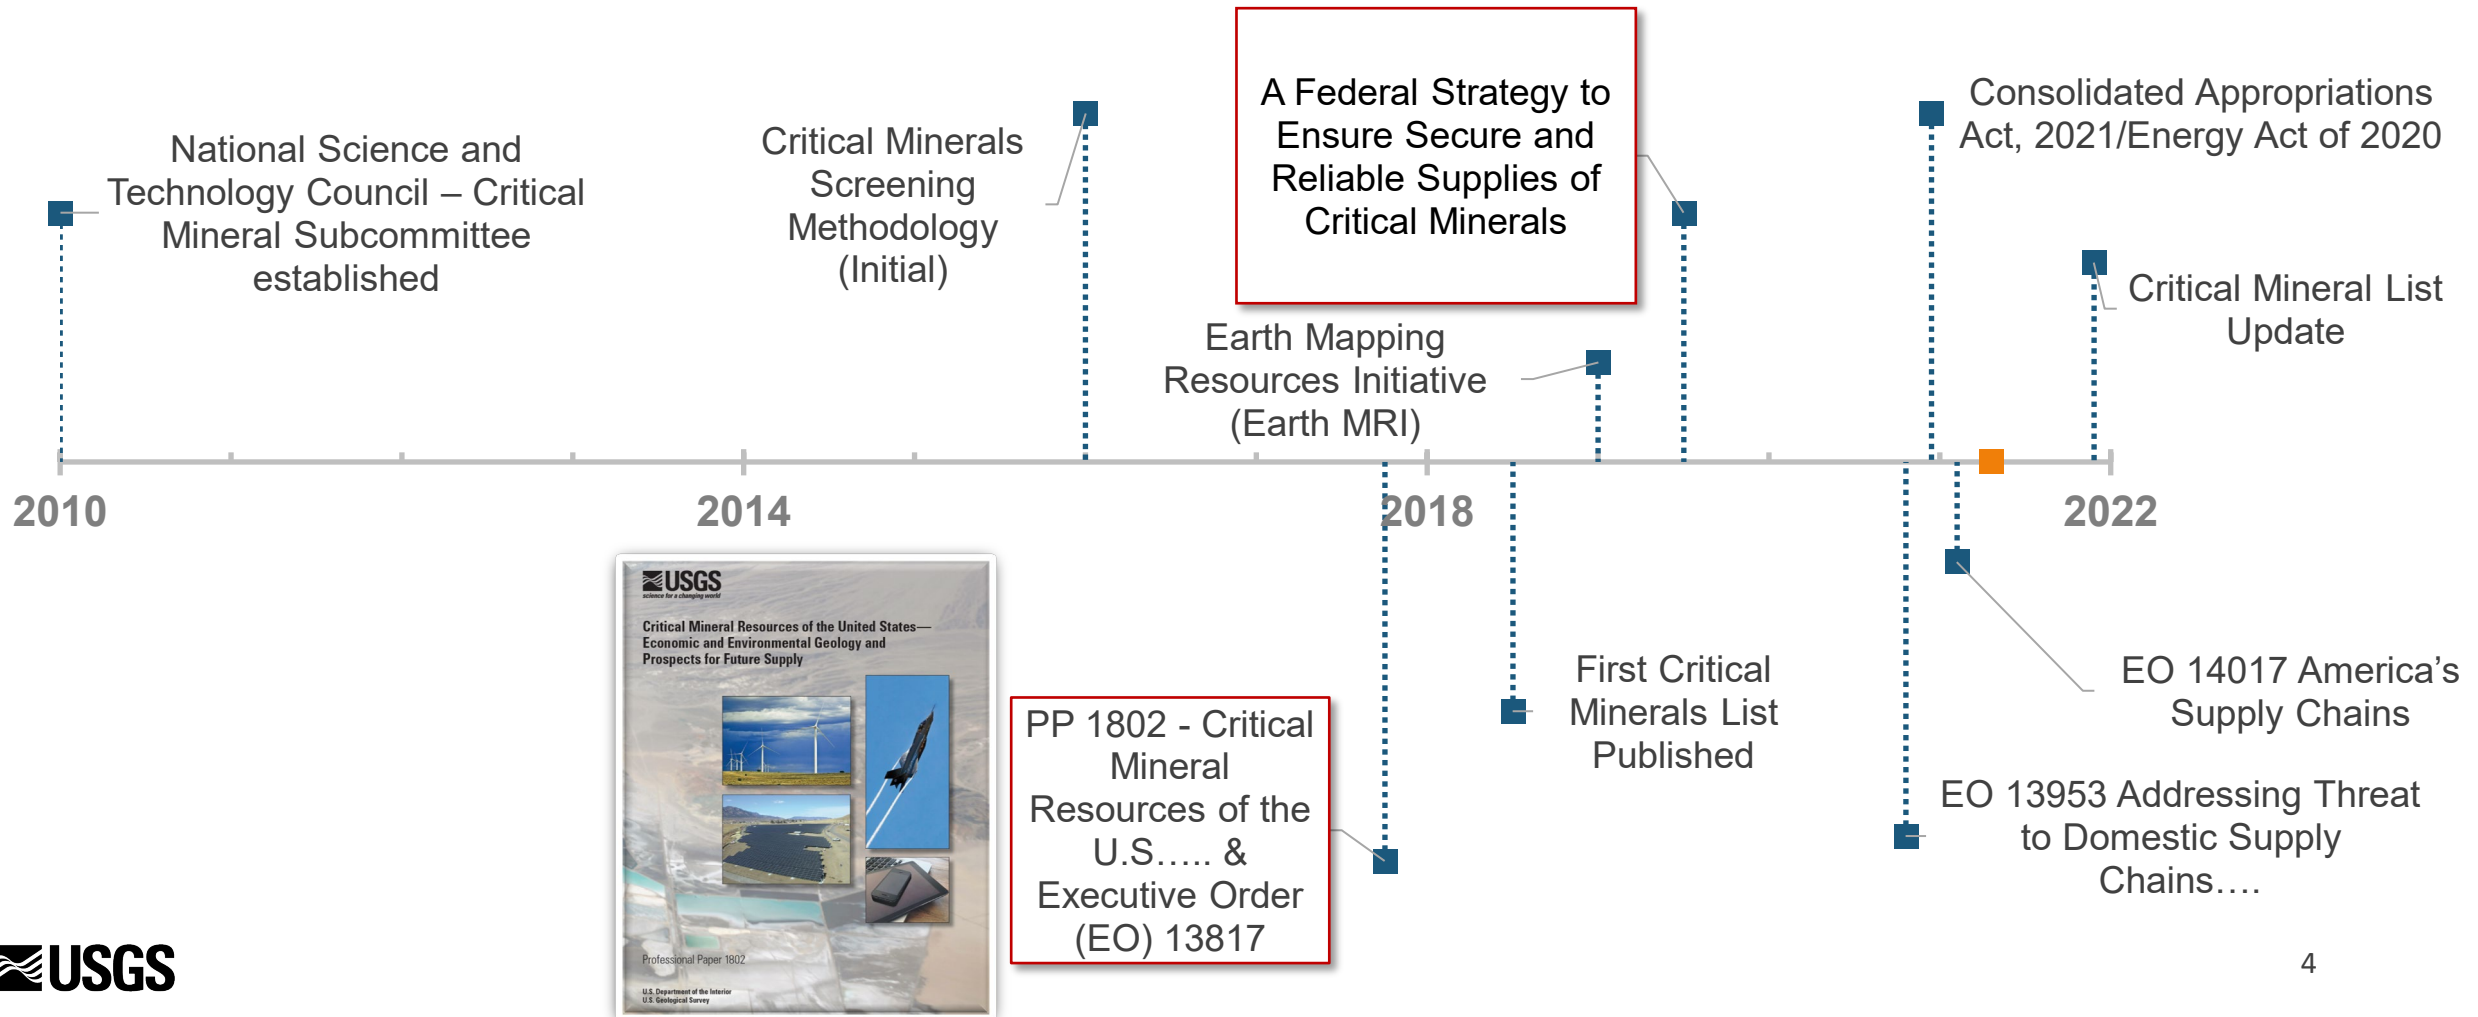 National Science and
Technology Council – Critical
Mineral Subcommittee
established
Critical Minerals
Screening
Methodology
(Initial)
A Federal Strategy to
Ensure Secure and
Reliable Supplies of
Critical Minerals
Earth Mapping
Resources Initiative
(Earth MRI)
Consolidated Appropriations
Act, 2021/Energy Act of 2020
Critical Mineral List
Update
2010
2014
2018
2022
USGS
science for a changing world
Critical Mineral Resources of the United States—
Economic and Environmental Geology and
Prospects for Future Supply
Professional Paper 1802
U.S. Department of the Interior
U.S. Geological Survey
PP 1802 - Critical
Mineral
Resources of the
U.S….. &
Executive Order
(EO) 13817
First Critical
Minerals List
Published
EO 14017 America’s
Supply Chains
EO 13953 Addressing Threat
to Domestic Supply
Chains….
USGS
4